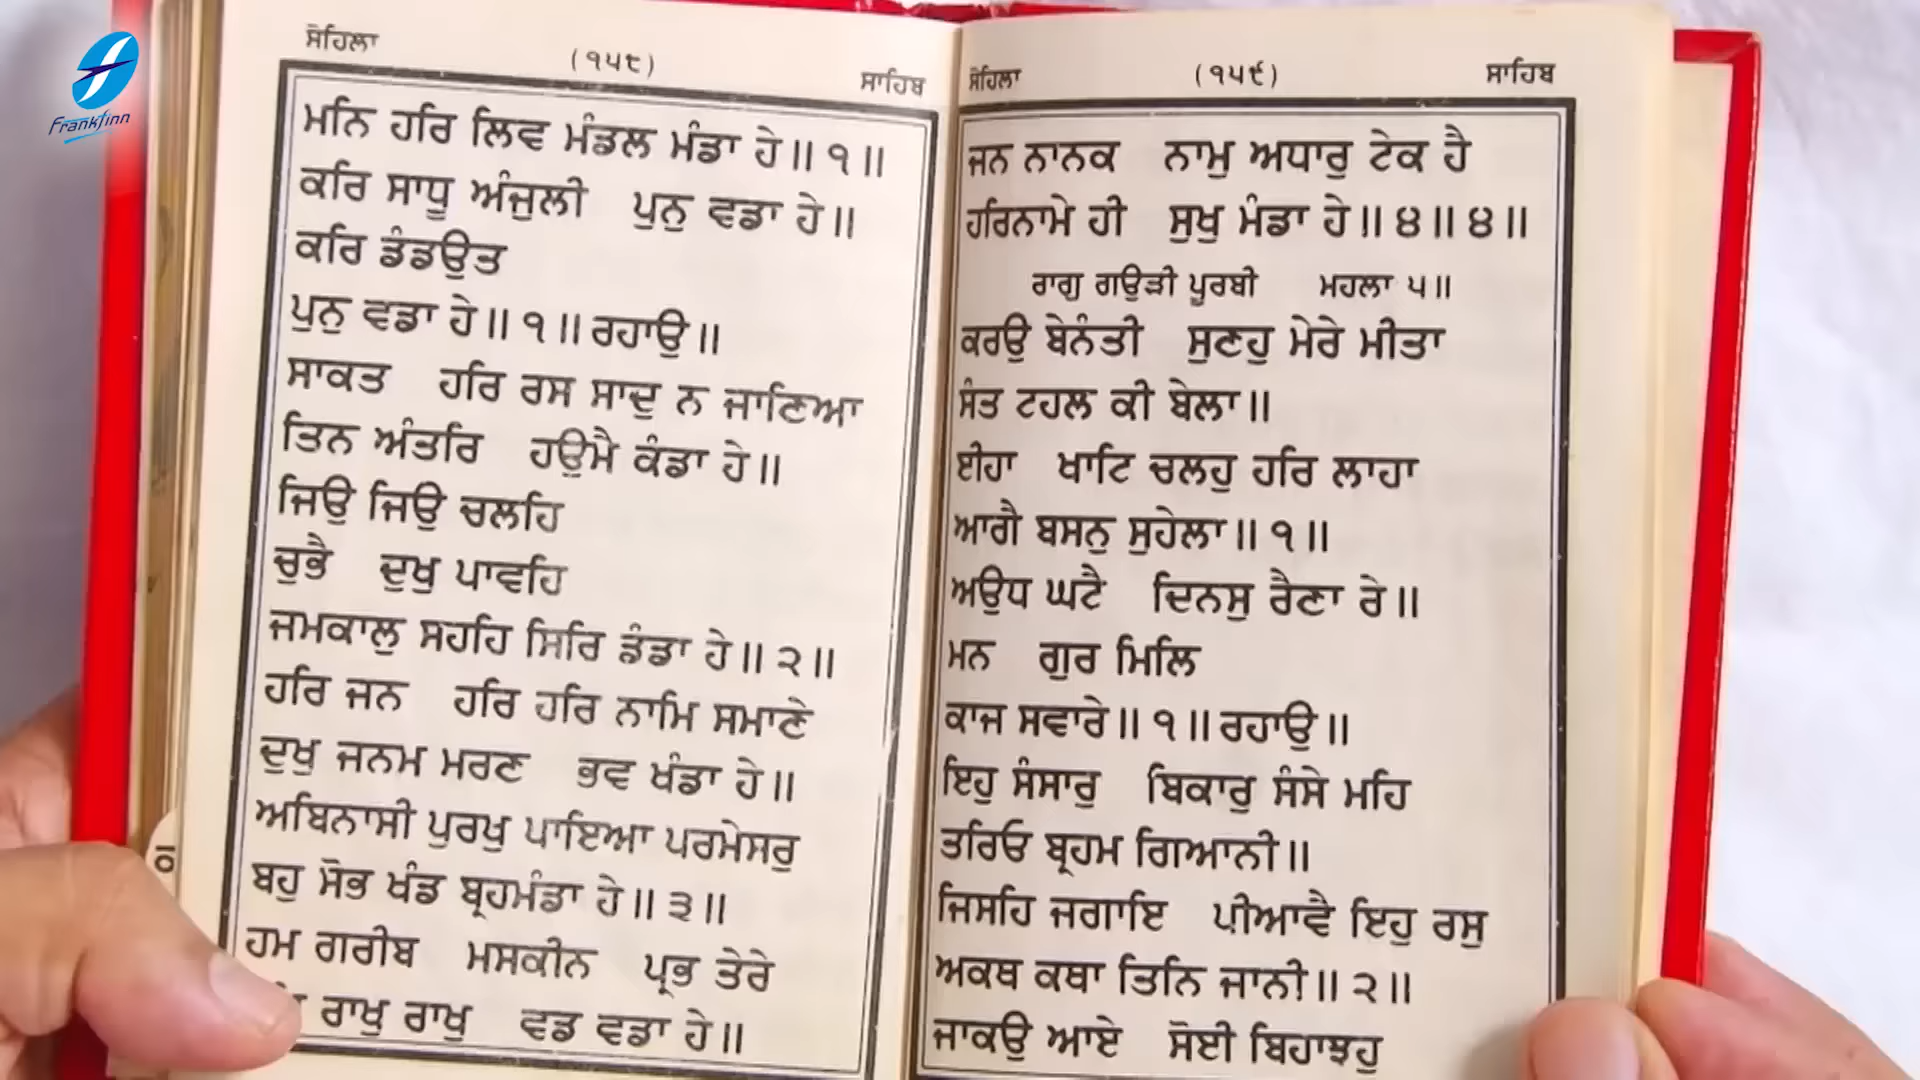 Frankfinn
ਸੋਹਿਲਾ (੧੫੮) ਸਾਹਿਬ
ਮਨਿ ਹਰਿ ਲਿਵ ਮੰਡਲ ਮੰਡਾ ਹੇ॥੧॥
ਕਰਿ ਸਾਧੂ ਅੰਜੁਲੀ ਪੁਨੁ ਵਡਾ ਹੇ॥
ਕਰਿ ਡੰਡਉਤ
ਪੁਨੁ ਵਡਾ ਹੇ॥੧॥ਰਹਾਉ॥
ਸਾਕਤ ਹਰਿ ਰਸ ਸਾਦੁ ਨ ਜਾਣਿਆ
ਤਿਨ ਅੰਤਰਿ ਹਉਮੈ ਕੰਡਾ ਹੇ॥
ਜਿਉ ਜਿਉ ਚਲਹਿ
ਚੁਭੈ ਦੁਖੁ ਪਾਵਹਿ
ਜਮਕਾਲੁ ਸਹਹਿ ਸਿਰਿ ਡੰਡਾ ਹੇ॥੨॥
ਹਰਿ ਜਨ ਹਰਿ ਹਰਿ ਨਾਮਿ ਸਮਾਣੇ
ਦੁਖੁ ਜਨਮ ਮਰਣ ਭਵ ਖੰਡਾ ਹੇ॥
ਅਬਿਨਾਸੀ ਪੁਰਖੁ ਪਾਇਆ ਪਰਮੇਸਰੁ
ਬਹੁ ਸੋਭ ਖੰਡ ਬ੍ਰਹਮੰਡਾ ਹੇ॥੩॥
ਹਮ ਗਰੀਬ ਮਸਕੀਨ ਪ੍ਰਭ ਤੇਰੇ
ਰਾਖੁ ਰਾਖੁ ਵਡ ਵਡਾ ਹੇ॥
ਸੋਹਿਲਾ (੧੫੯) ਸਾਹਿਬ
ਜਨ ਨਾਨਕ ਨਾਮੁ ਅਧਾਰੁ ਟੇਕ ਹੈ
ਹਰਿਨਾਮੇ ਹੀ ਸੁਖੁ ਮੰਡਾ ਹੇ॥੪॥੪॥
ਰਾਗੁ ਗਉੜੀ ਪੂਰਬੀ ਮਹਲਾ ੫॥
ਕਰਉ ਬੇਨੰਤੀ ਸੁਣਹੁ ਮੇਰੇ ਮੀਤਾ
ਸੰਤ ਟਹਲ ਕੀ ਬੇਲਾ॥
ਈਹਾ ਖਾਟਿ ਚਲਹੁ ਹਰਿ ਲਾਹਾ
ਆਗੈ ਬਸਨੁ ਸੁਹੇਲਾ॥੧॥
ਅਉਧ ਘਟੈ ਦਿਨਸੁ ਰੈਣਾ ਰੇ॥
ਮਨ ਗੁਰ ਮਿਲਿ
ਕਾਜ ਸਵਾਰੇ॥੧॥ਰਹਾਉ॥
ਇਹੁ ਸੰਸਾਰੁ ਬਿਕਾਰੁ ਸੰਸੇ ਮਹਿ
ਤਰਿਓ ਬ੍ਰਹਮ ਗਿਆਨੀ॥
ਜਿਸਹਿ ਜਗਾਇ ਪੀਆਵੈ ਇਹੁ ਰਸੁ
ਅਕਥ ਕਥਾ ਤਿਨਿ ਜਾਨੀ॥੨॥
ਜਾਕਉ ਆਏ ਸੋਈ ਬਿਹਾਝਹੁ